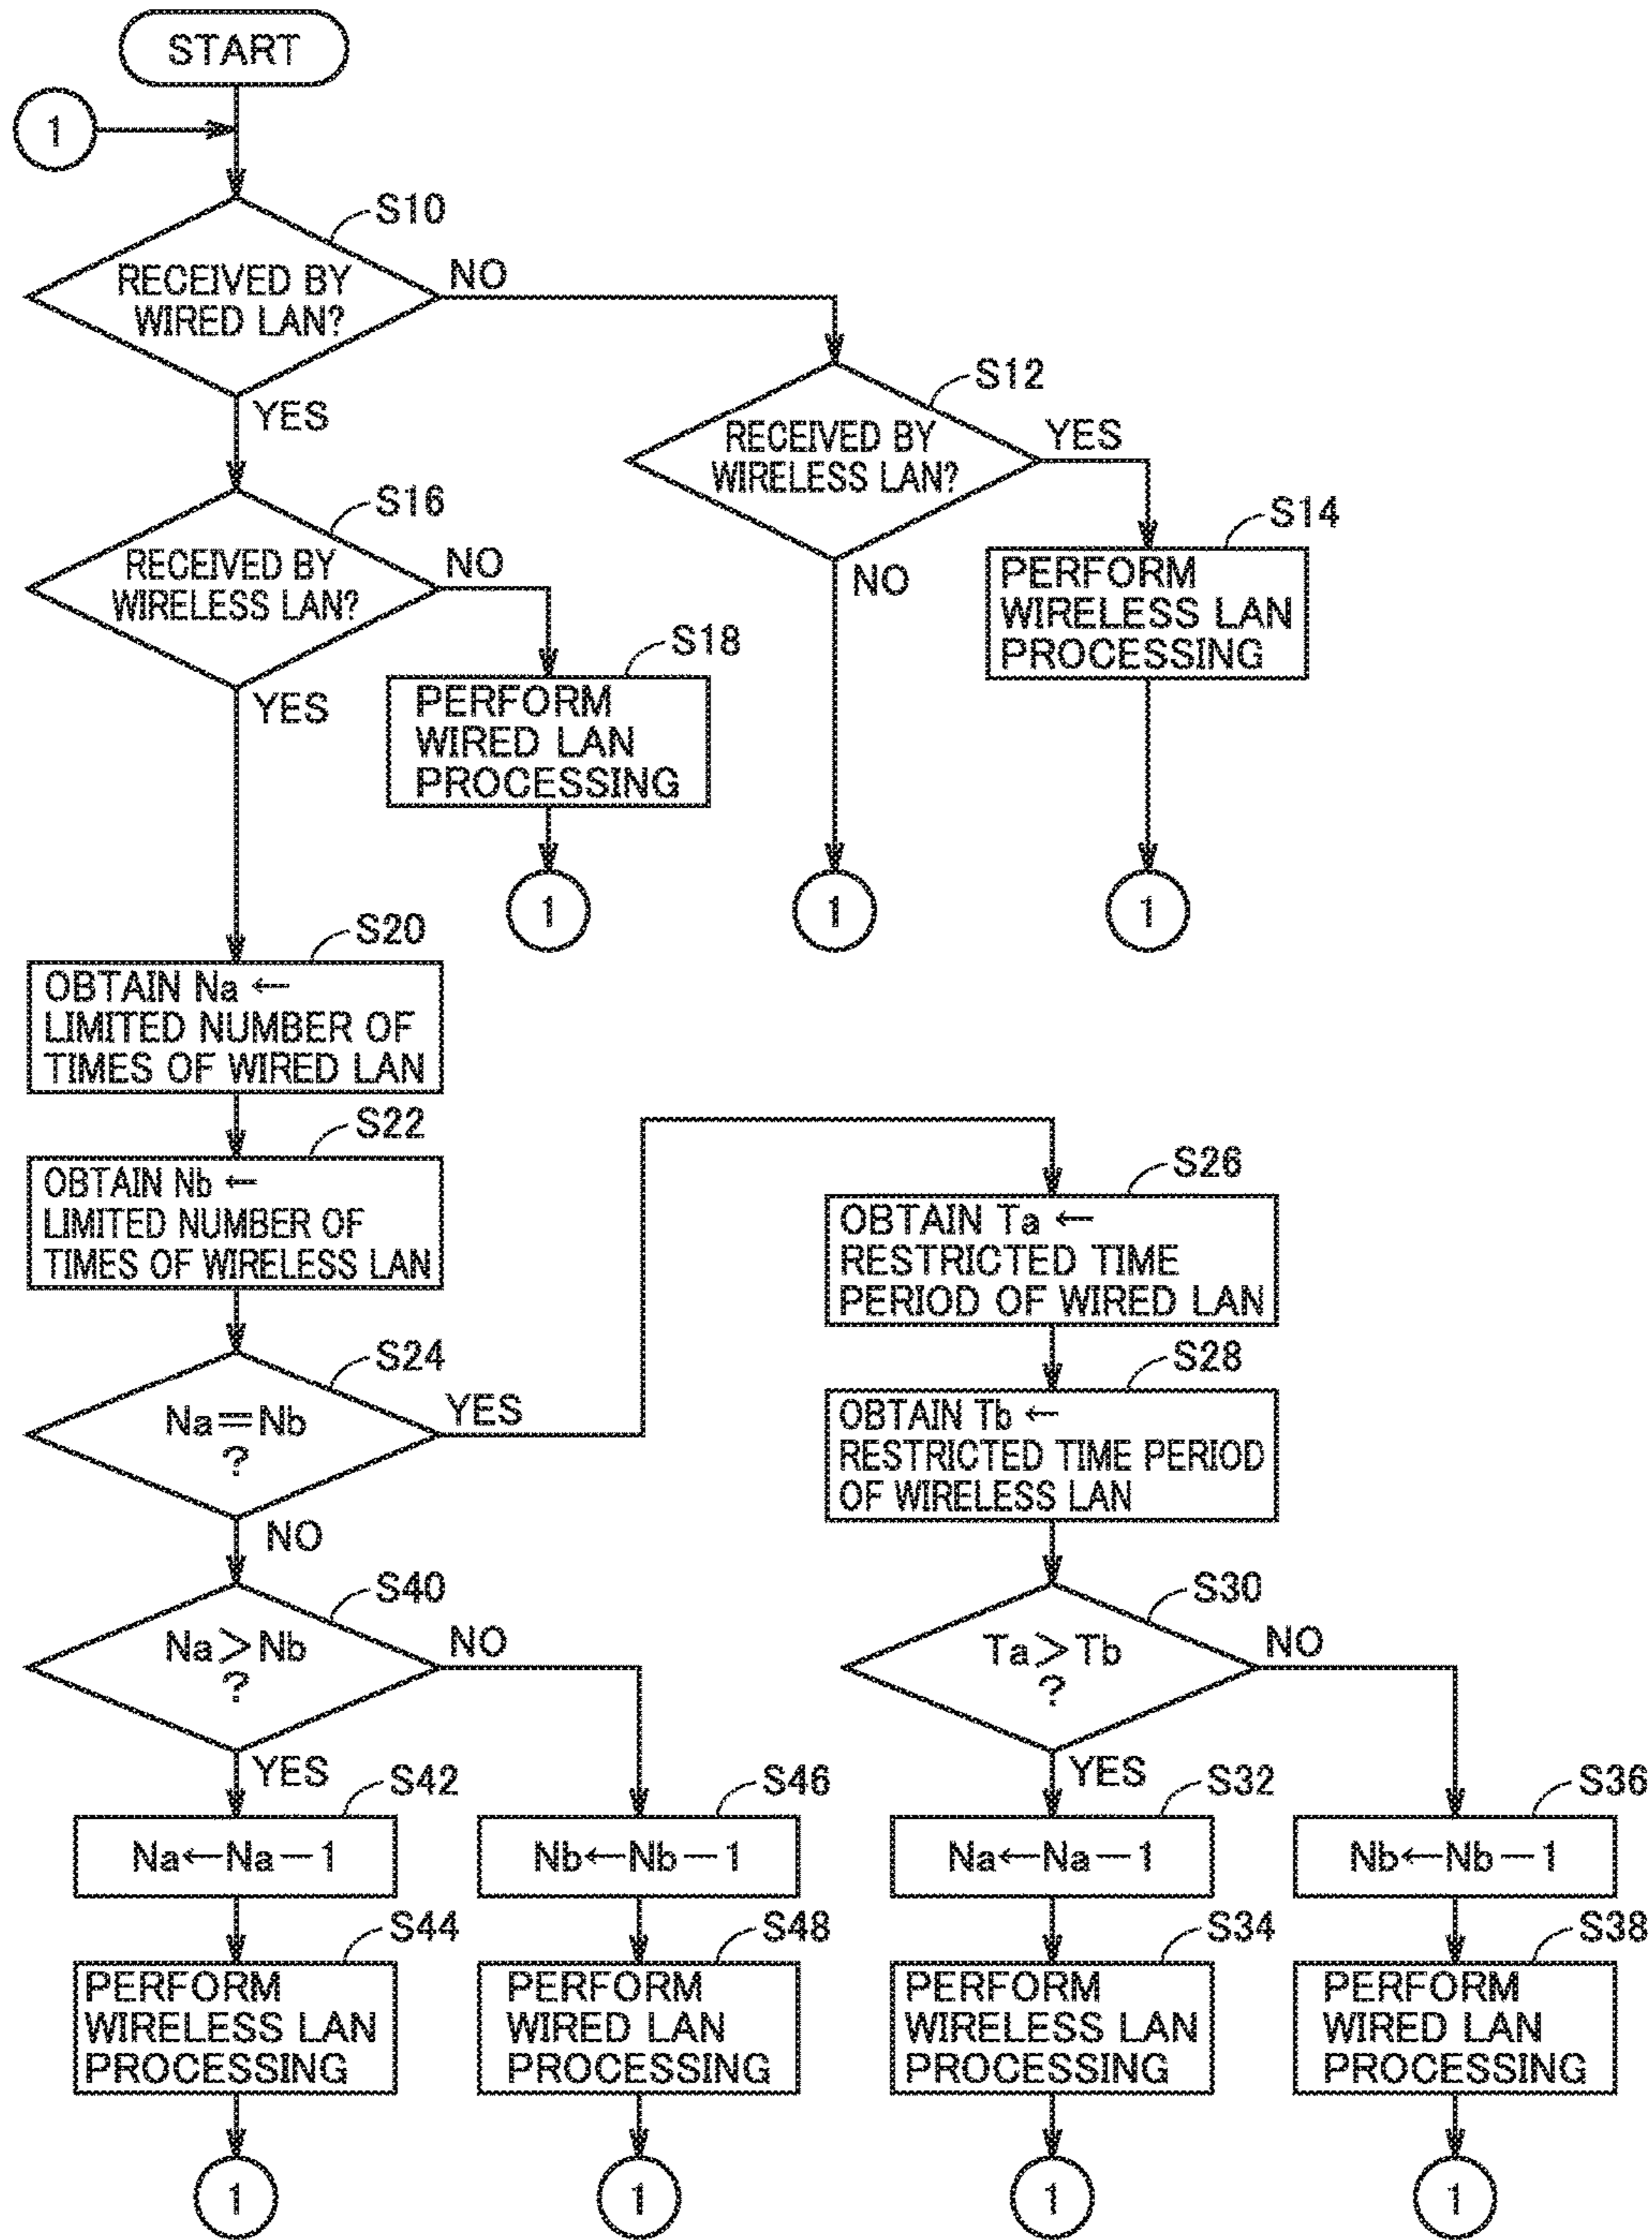 START
1
S10
RECEIVED BY
WIRED LAN?
NO
YES
S12
RECEIVED BY
WIRELESS LAN?
YES
NO
S14
PERFORM
WIRELESS LAN
PROCESSING
S16
RECEIVED BY
WIRELESS LAN?
NO
YES
S18
PERFORM
WIRED LAN
PROCESSING
1
1
1
S20
OBTAIN Na ←
LIMITED NUMBER OF
TIMES OF WIRED LAN
S22
OBTAIN Nb ←
LIMITED NUMBER OF
TIMES OF WIRELESS LAN
S24
Na=Nb
?
YES
NO
S26
OBTAIN Ta ←
RESTRICTED TIME
PERIOD OF WIRED LAN
S28
OBTAIN Tb ←
RESTRICTED TIME PERIOD
OF WIRELESS LAN
S40
Na>Nb
?
NO
YES
S30
Ta>Tb
?
NO
YES
S42
Na←Na-1
S46
Nb←Nb-1
S32
Na←Na-1
S36
Nb←Nb-1
S44
PERFORM
WIRELESS LAN
PROCESSING
S48
PERFORM
WIRED LAN
PROCESSING
S34
PERFORM
WIRELESS LAN
PROCESSING
S38
PERFORM
WIRED LAN
PROCESSING
1
1
1
1